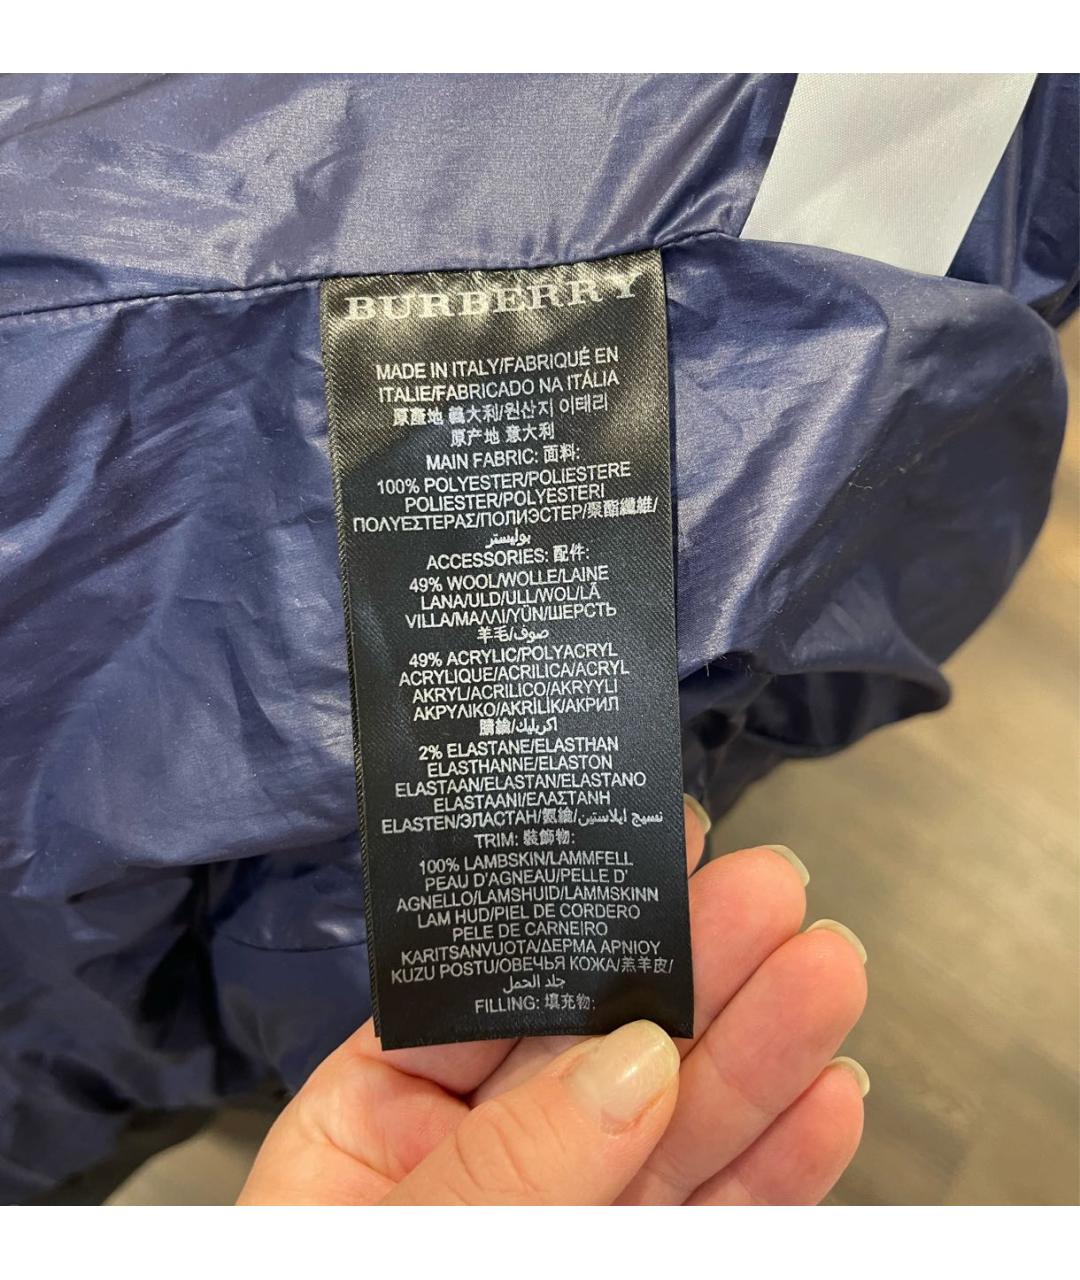 BURBERRY
MADE IN ITALY/FABRIQUÉ EN
ITALIE/FABRICADO NA ITÁLIA
原產地 義大利/원산지 이테리
原产地 意大利
MAIN FABRIC: 面料:
100% POLYESTER/POLIESTERE
POLIESTER/POLYESTERI
ΠΟΛΥΕΣΤΕΡΑΣ/ПОЛИЭСТЕР/聚酯纖維/
بوليستر
ACCESSORIES: 配件:
49% WOOL/WOLLE/LAINE
LANA/ULD/ULL/WOL/LÃ
VILLA/ΜΑΛΛΙ/YÜN/ШЕРСТЬ
羊毛/صوف
49% ACRYLIC/POLYACRYL
ACRYLIQUE/ACRILICA/ACRYL
AKRYL/ACRILICO/AKRYYLI
ΑΚΡΥΛΙΚΟ/AKRİLİK/АКРИЛ
腈綸/اكريليك
2% ELASTANE/ELASTHAN
ELASTHANNE/ELASTON
ELASTAAN/ELASTAN/ELASTANO
ELASTAANI/ΕΛΑΣΤΑΝΗ
ELASTEN/ЭЛАСТАН/氨綸/نسيج ايلاستين
TRIM: 裝飾物:
100% LAMBSKIN/LAMMFELL
PEAU D'AGNEAU/PELLE D'
AGNELLO/LAMSHUID/LAMMSKINN
LAM HUD/PIEL DE CORDERO
PELE DE CARNEIRO
KARITSANVUOTA/ΔΕΡΜΑ ΑΡΝΙΟΥ
KUZU POSTU/ОВЕЧЬЯ КОЖА/羔羊皮/
جلد الحمل
FILLING: 填充物: